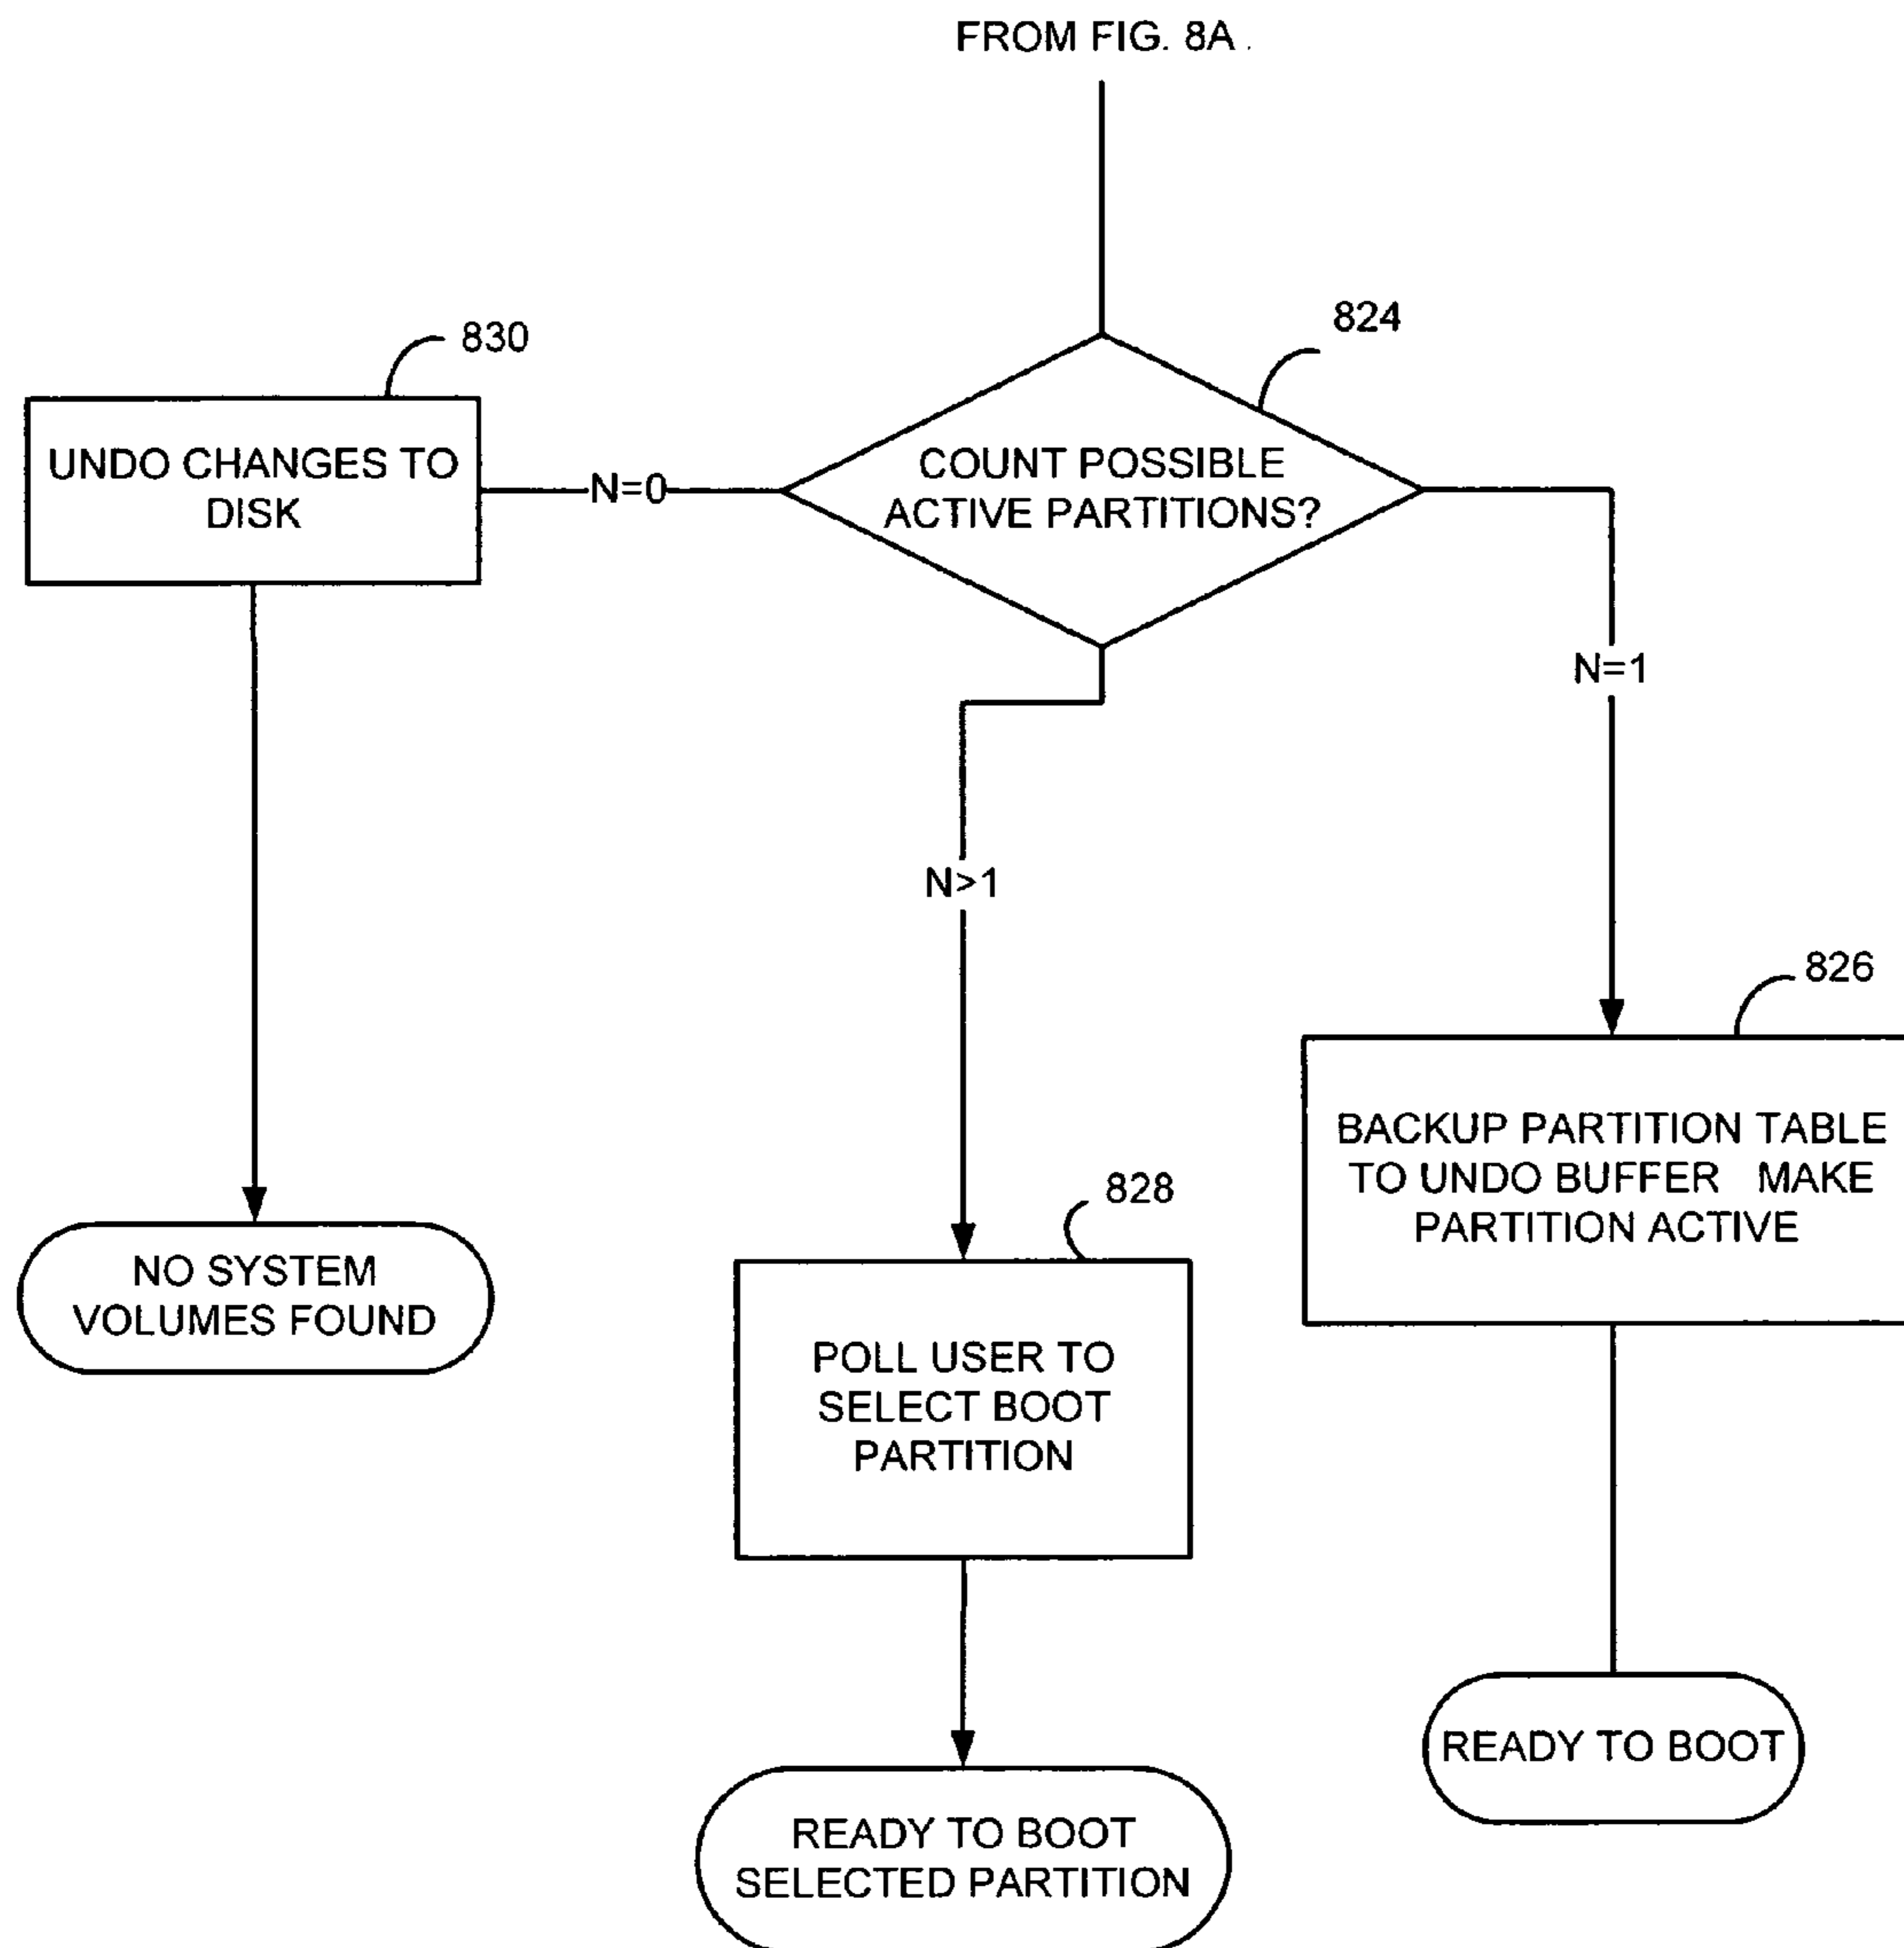 FROM FIG. 8A .
824
830
COUNT POSSIBLE
ACTIVE PARTITIONS?
UNDO CHANGES TO
DISK
N=0
N=1
N>1
826
BACKUP PARTITION TABLE
TO UNDO BUFFER MAKE
PARTITION ACTIVE
828
NO SYSTEM
VOLUMES FOUND
POLL USER TO
SELECT BOOT
PARTITION
READY TO BOOT
READY TO BOOT
SELECTED PARTITION